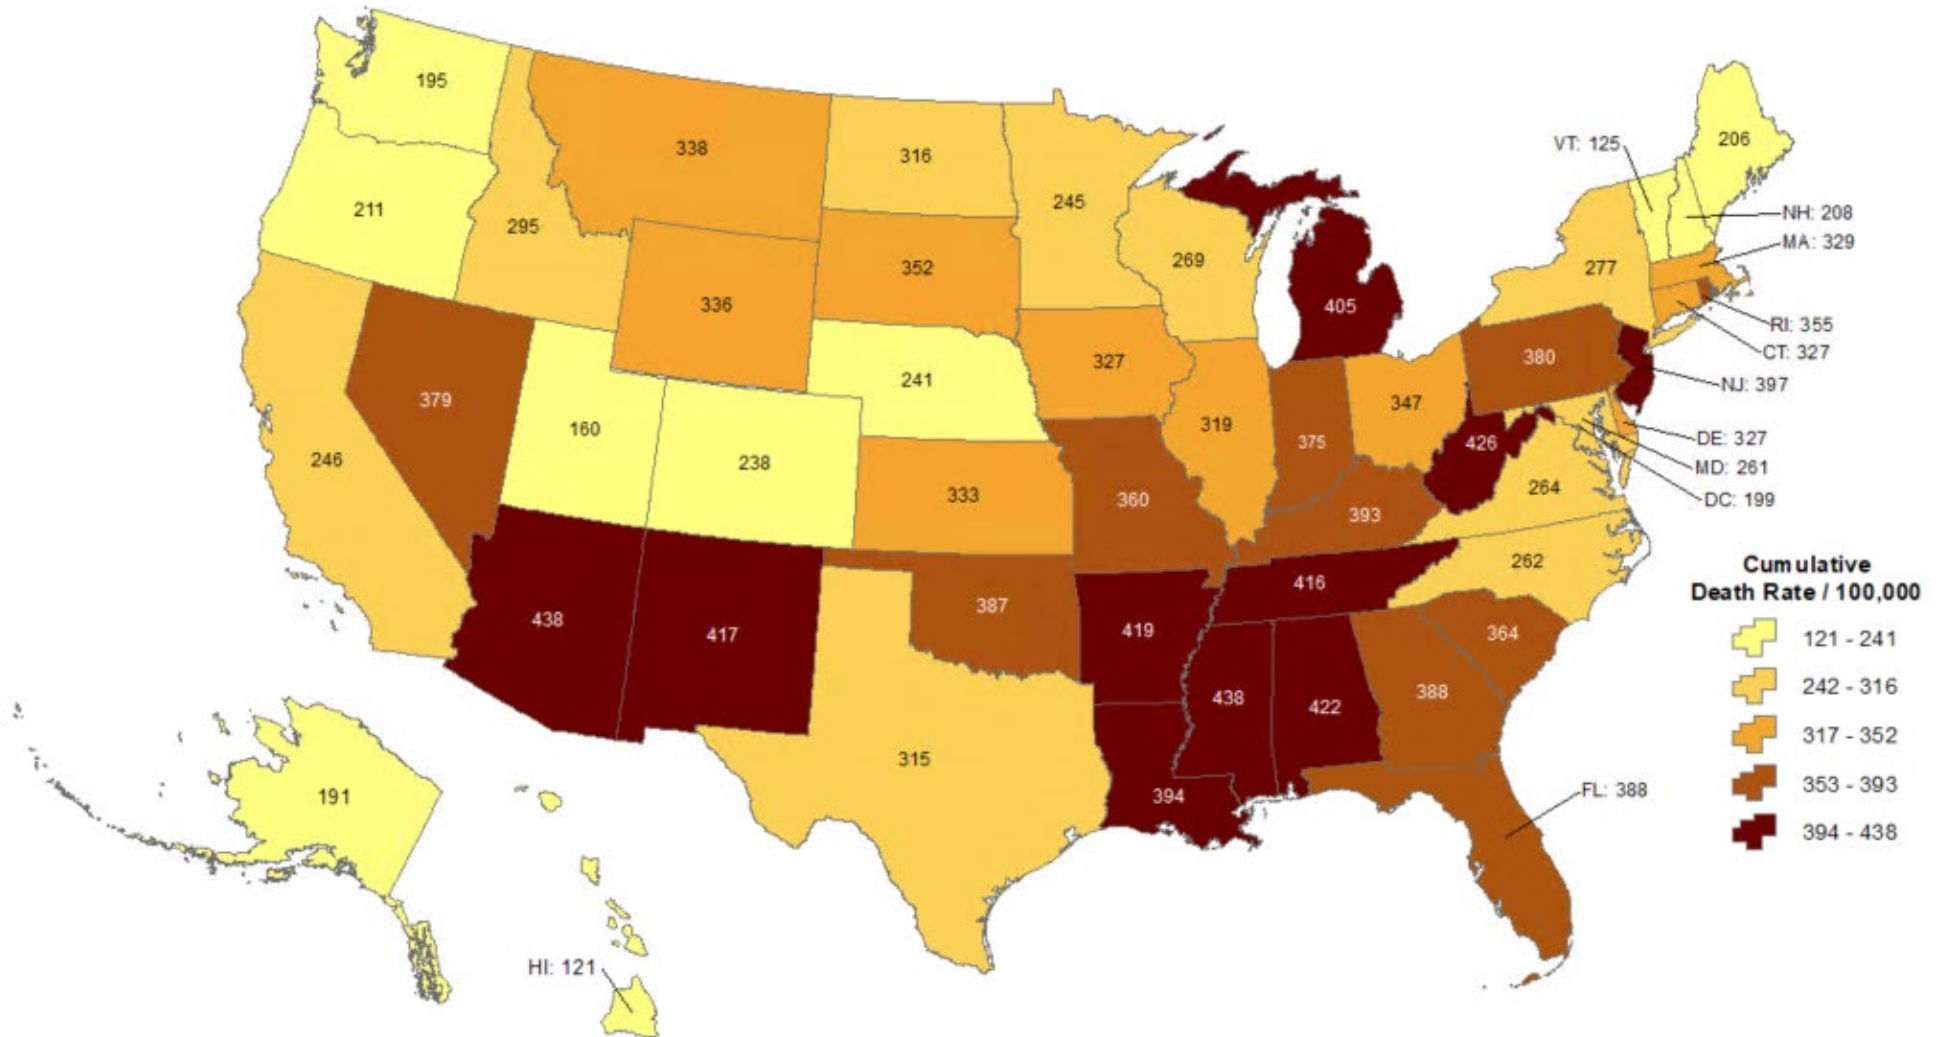 195
338
316
206
VT: 125
245
211
295
NH: 208
MA: 329
269
277
352
336
405
RI: 355
CT: 327
380
327
241
NJ: 397
379
347
319
160
375
426
DE: 327
246
238
MD: 261
264
333
360
DC: 199
393
262
Cumulative
Death Rate / 100,000
416
387
438
419
417
364
121 - 241
242 - 316
388
438
422
317 - 352
315
353 - 393
FL: 388
191
394
394 - 438
HI: 121